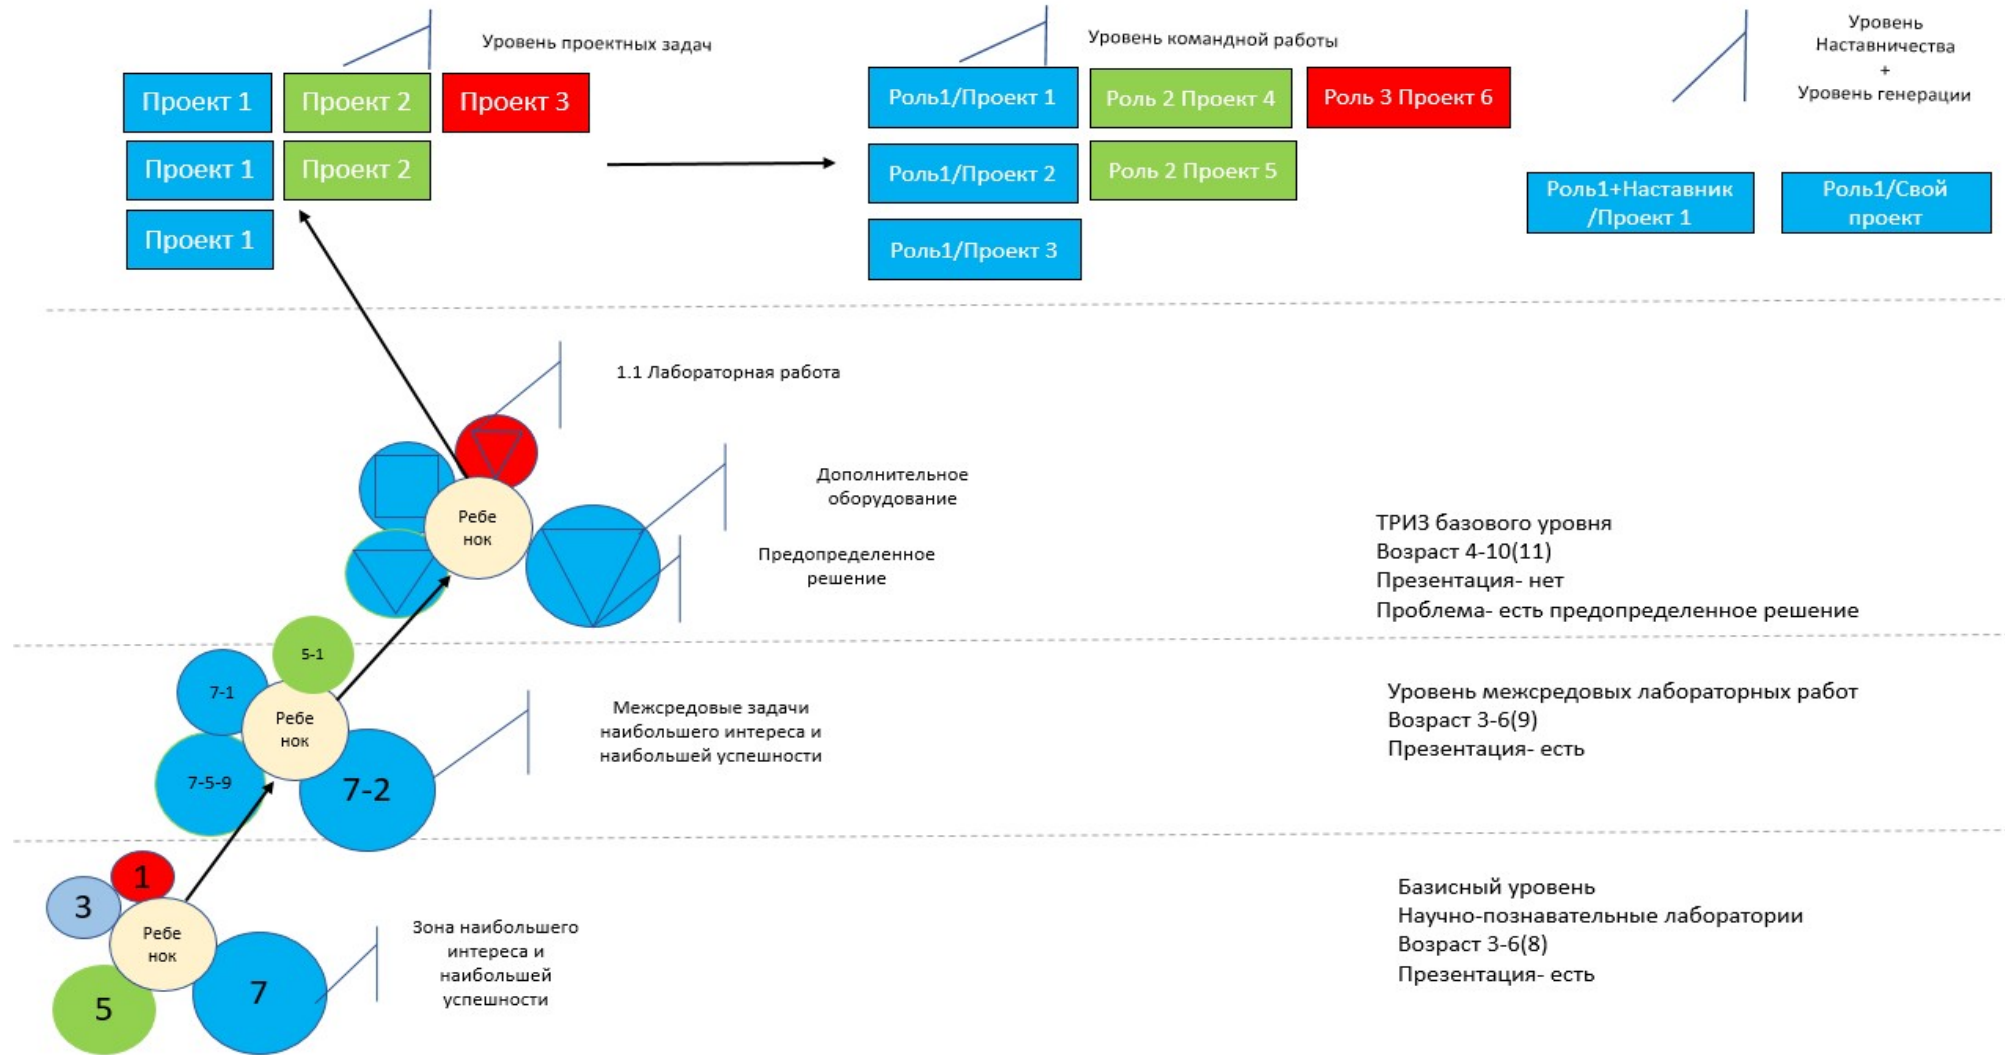 Уровень проектных задач
Проект 1
Проект 2
Проект 3
Проект 1
Проект 2
Проект 1
Уровень командной работы
Роль1/Проект 1
Роль 2 Проект 4
Роль 3 Проект 6
Роль1/Проект 2
Роль 2 Проект 5
Роль1/Проект 3
Уровень
Наставничества
+
Уровень генерации
Роль1+Наставник
/Проект 1
Роль1/Свой
проект
1.1 Лабораторная работа
Ребе
нок
Дополнительное
оборудование
Предопределенное
решение
ТРИЗ базового уровня
Возраст 4-10(11)
Презентация- нет
Проблема- есть предопределенное решение
5-1
7-1
Ребе
нок
7-5-9
7-2
Межсредовые задачи
наибольшего интереса и
наибольшей успешности
Уровень межсредовых лабораторных работ
Возраст 3-6(9)
Презентация- есть
1
3
Ребе
нок
5
7
Зона наибольшего
интереса и
наибольшей
успешности
Базисный уровень
Научно-познавательные лаборатории
Возраст 3-6(8)
Презентация- есть